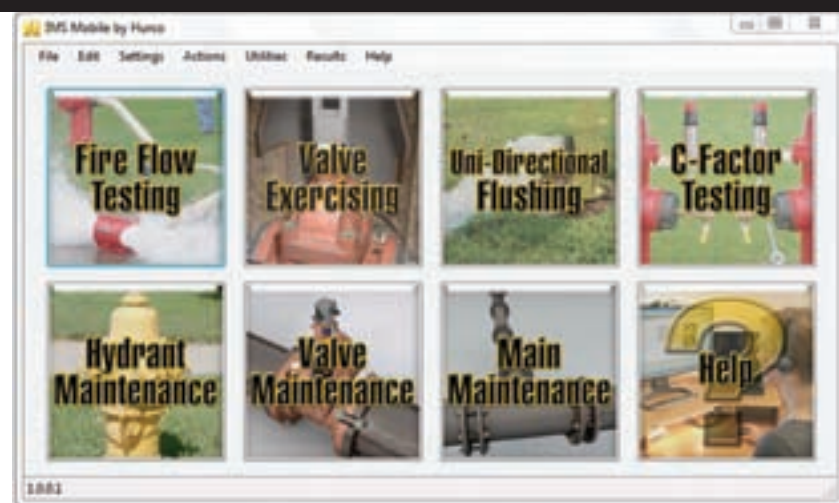 IMS Mobile by Hurco
File Edit Settings Actions Utilities Results Help
Fire Flow
Testing
Valve
Exercising
Uni-Directional
Flushing
C-Factor
Testing
Hydrant
Maintenance
Valve
Maintenance
Main
Maintenance
?
Help